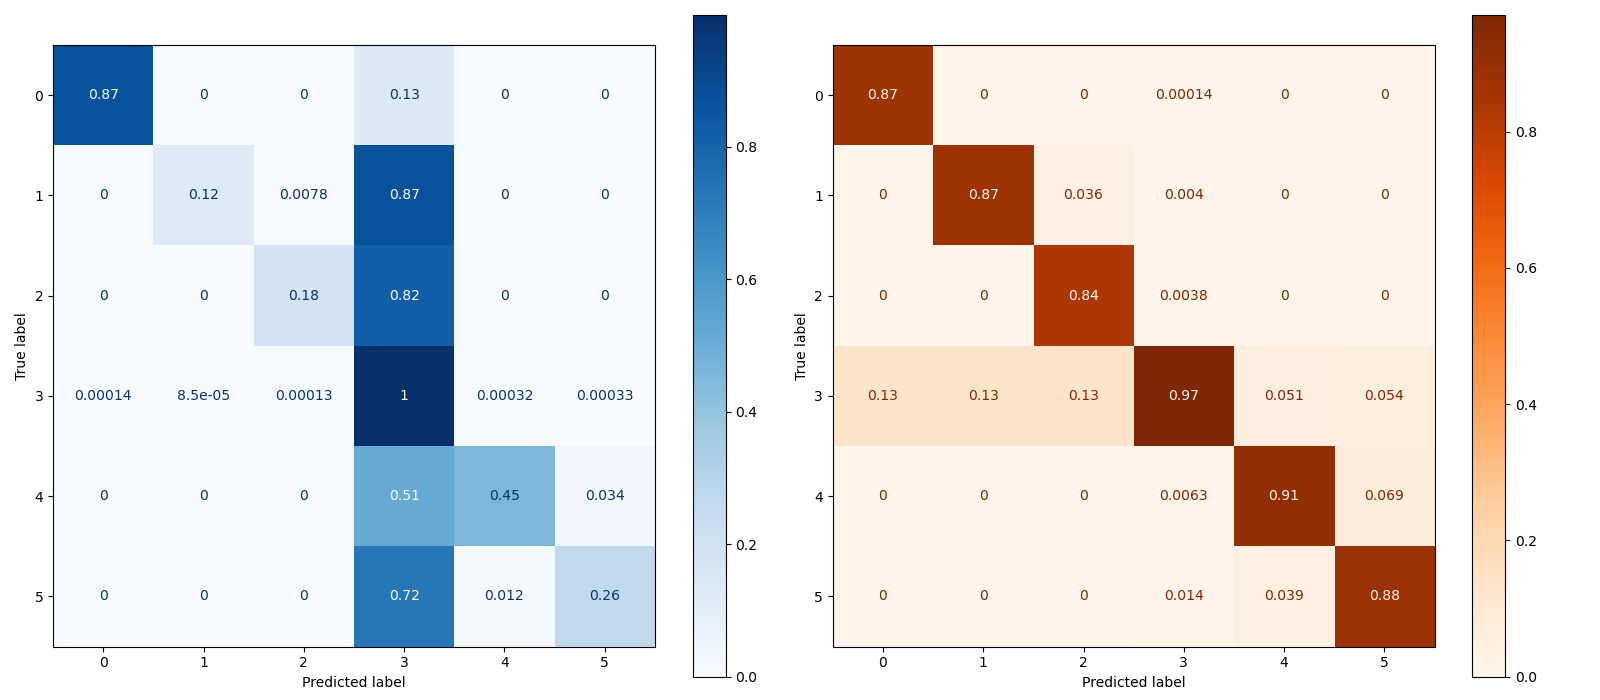 0 0.87 0 0 0.13 0 0
1 0 0.12 0.0078 0.87 0 0
2 0 0 0.18 0.82 0 0
3 0.00014 8.5e-05 0.00013 1 0.00032 0.00033
4 0 0 0 0.51 0.45 0.034
5 0 0 0 0.72 0.012 0.26
0 1 2 3 4 5
Predicted label
True label
0.8
0.6
0.4
0.2
0.0
0 0.87 0 0 0.00014 0 0
1 0 0.87 0.036 0.004 0 0
2 0 0 0.84 0.0038 0 0
3 0.13 0.13 0.13 0.97 0.051 0.054
4 0 0 0 0.0063 0.91 0.069
5 0 0 0 0.014 0.039 0.88
0 1 2 3 4 5
Predicted label
True label
0.8
0.6
0.4
0.2
0.0